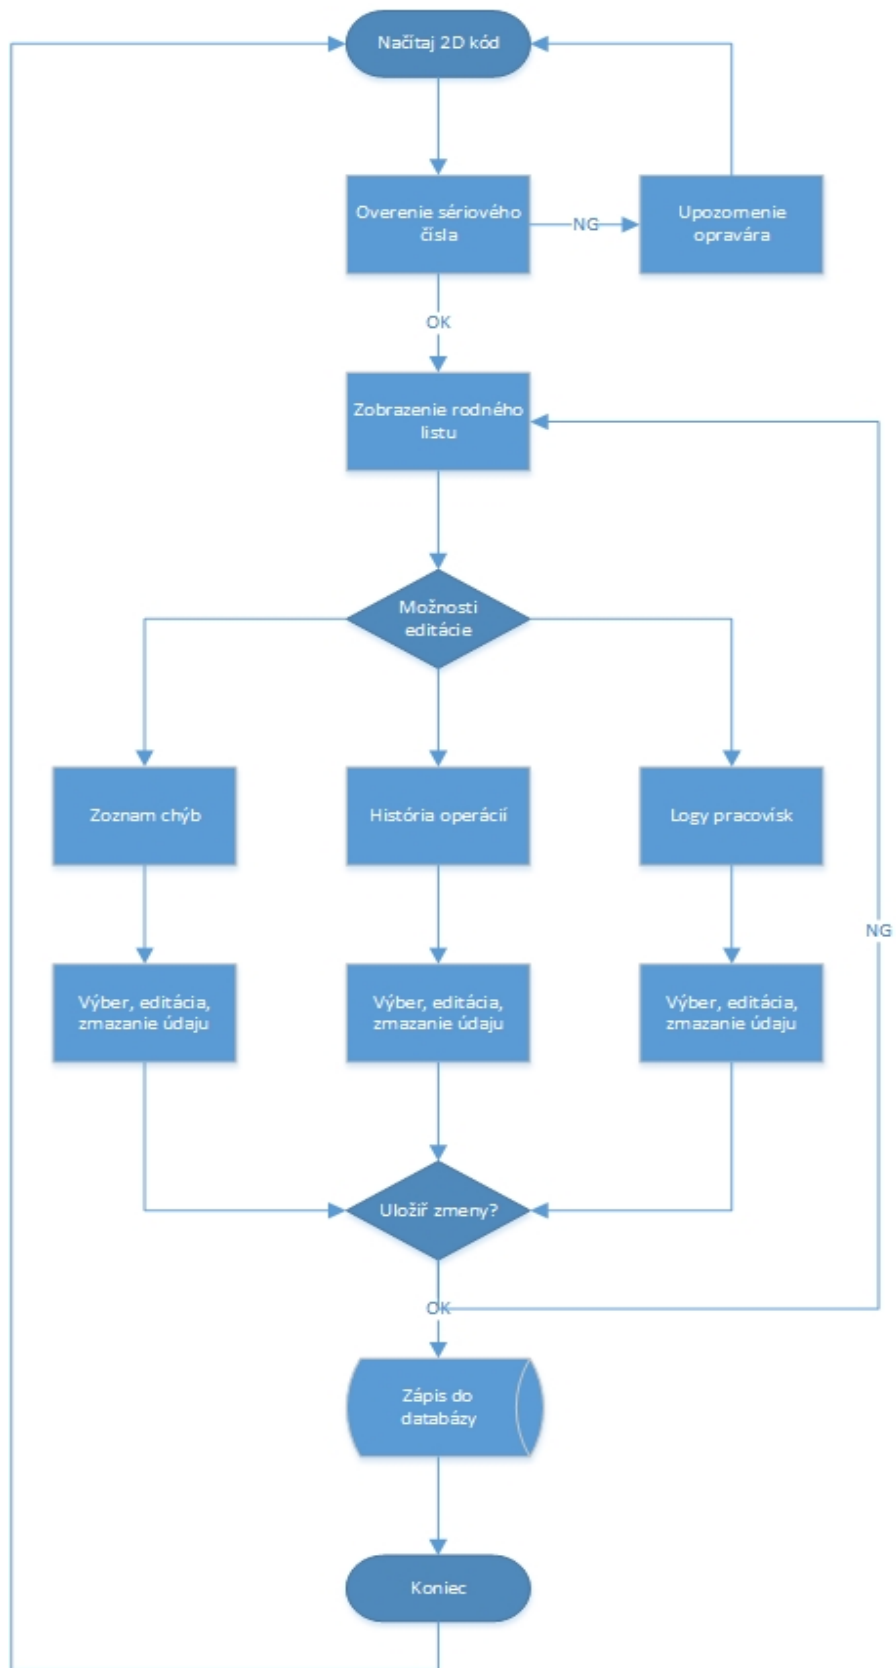 Načítaj 2D kód
Overenie sériového
čísla
NG
Upozornenie
opravára
OK
Zobrazenie rodného
listu
Možnosti
editácie
Zoznam chýb
História operácií
Logy pracovísk
NG
Výber, editácia,
zmazanie údaju
Výber, editácia,
zmazanie údaju
Výber, editácia,
zmazanie údaju
Uložiť zmeny?
OK
Zápis do
databázy
Koniec